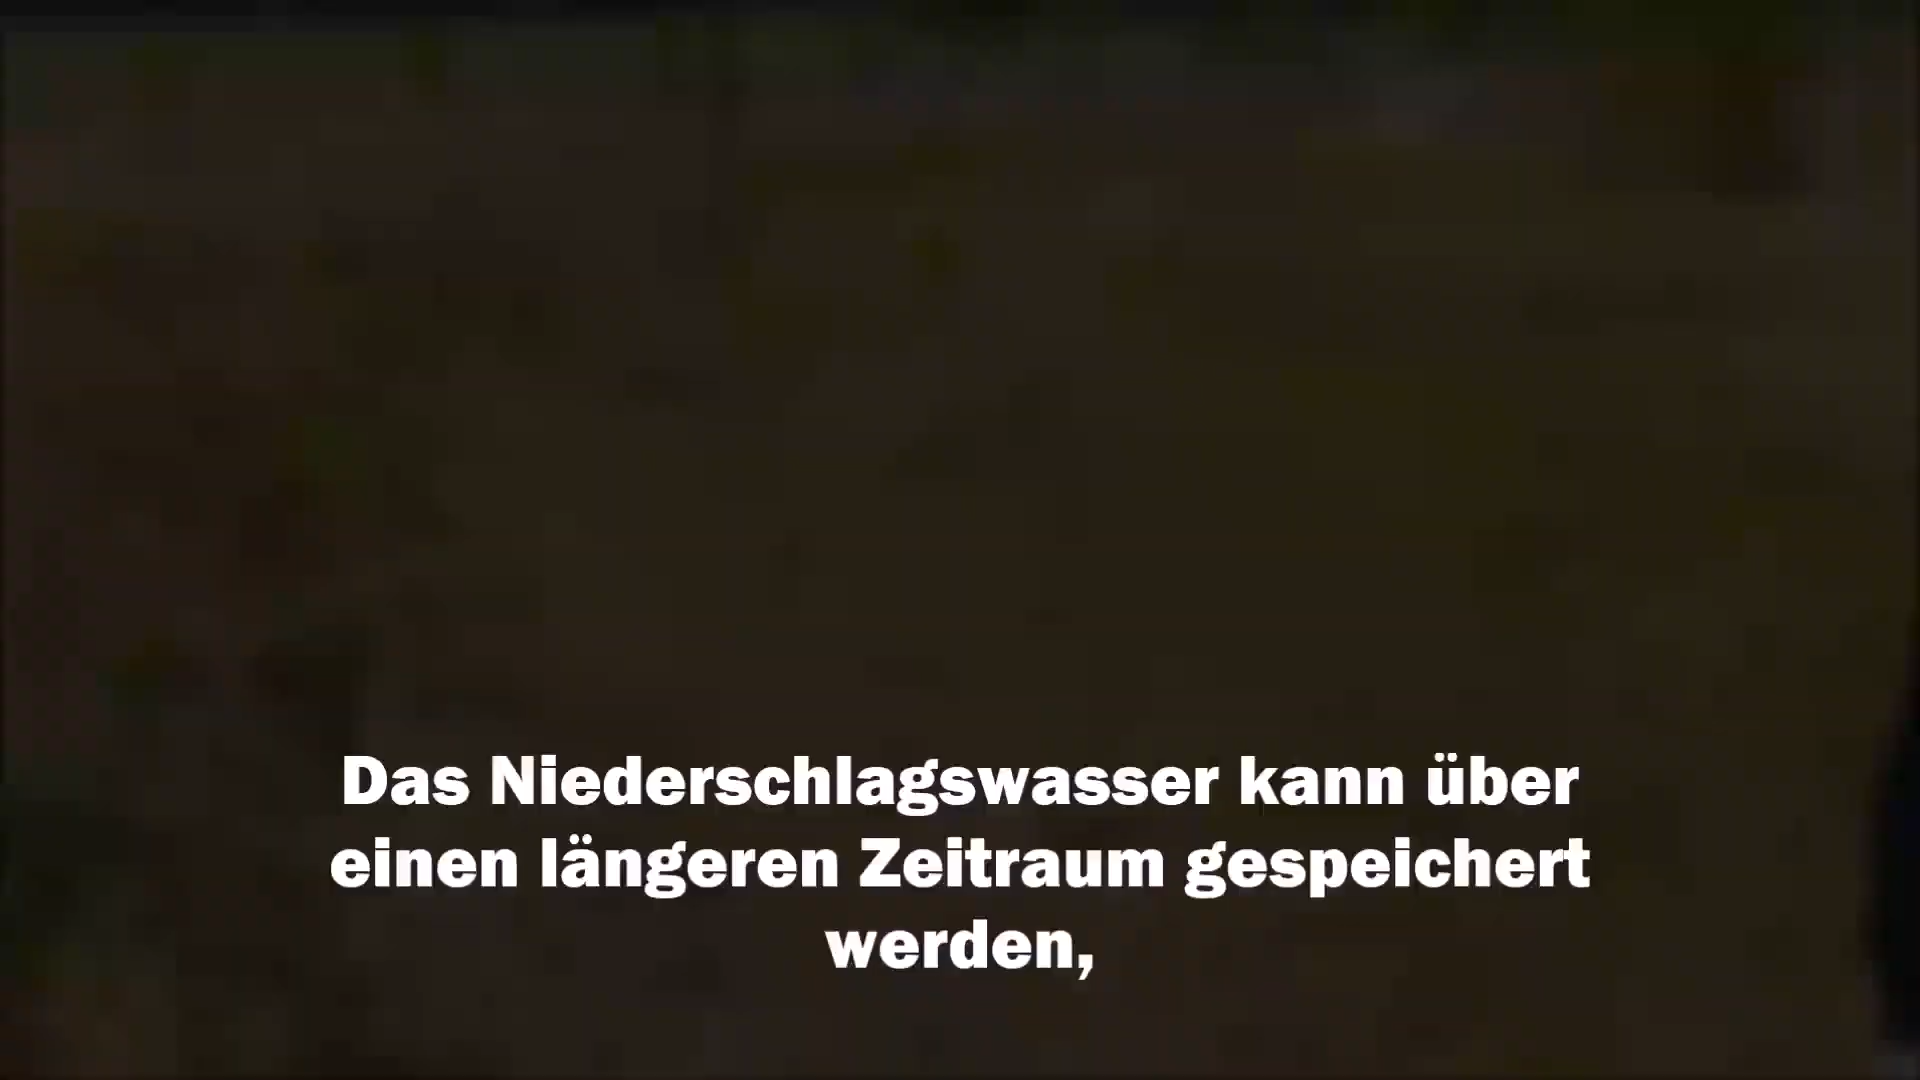 Das Niederschlagswasser kann über
einen längeren Zeitraum gespeichert
werden,